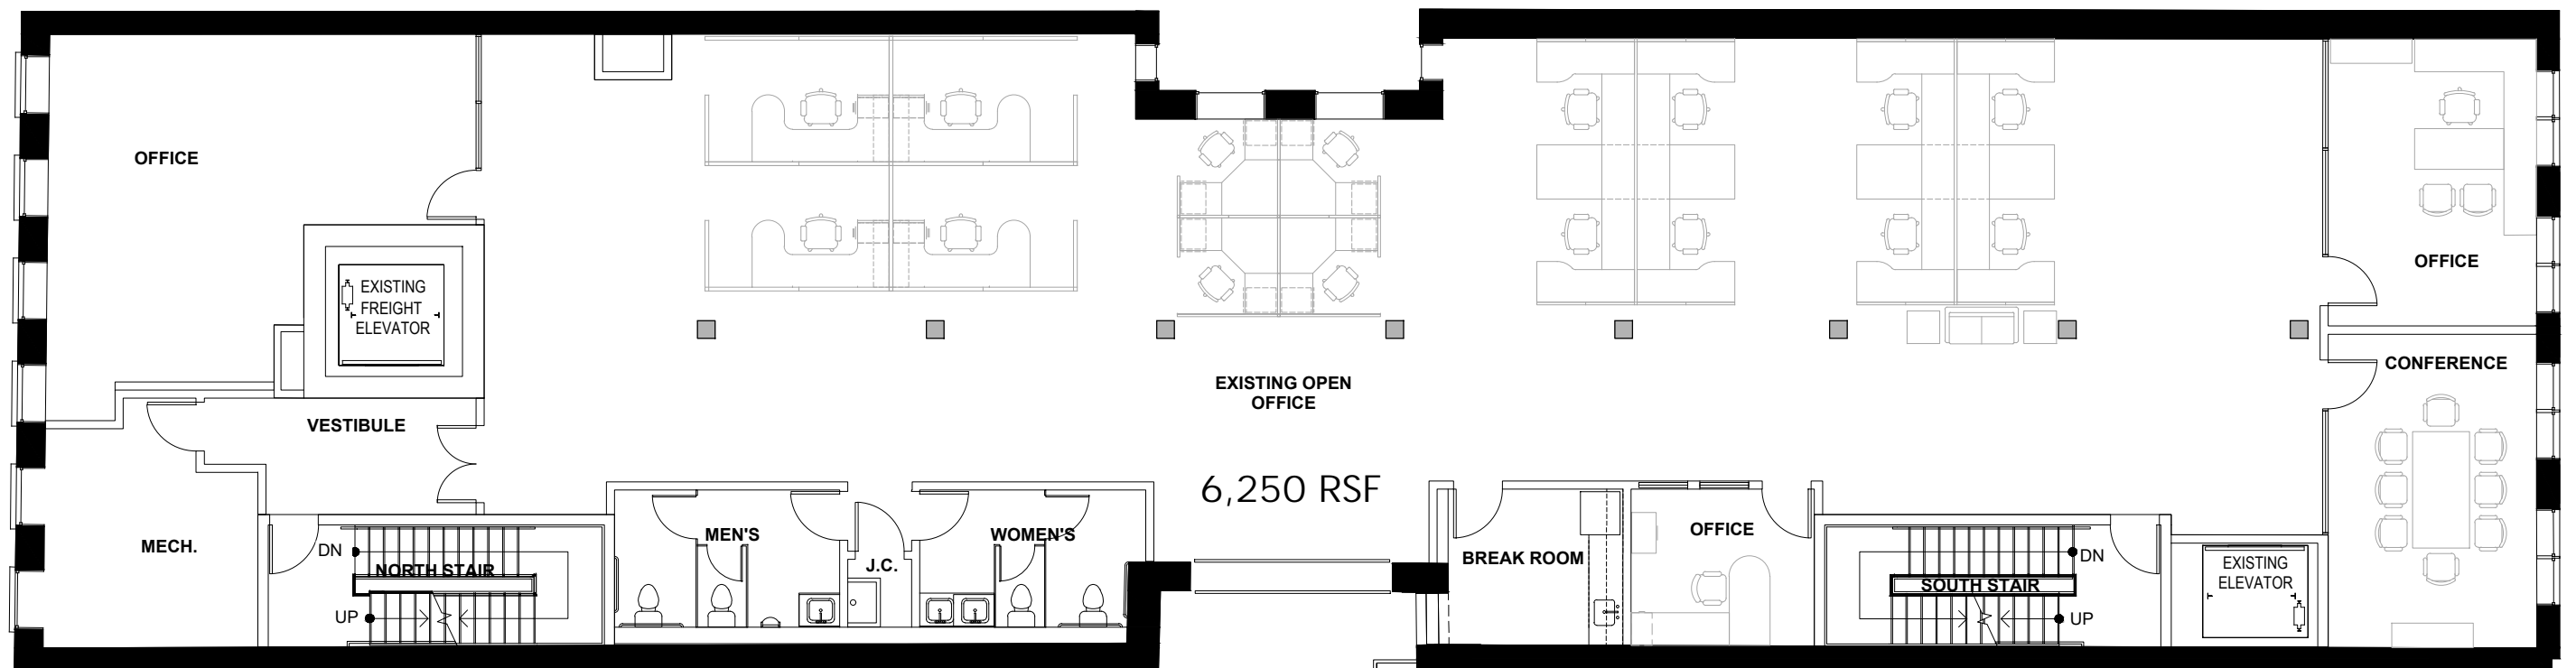 OFFICE
EXISTING
FREIGHT
ELEVATOR
VESTIBULE
MECH.
DN
NORTH STAIR
UP
MEN'S
J.C.
WOMEN'S
EXISTING OPEN
OFFICE
6,250 RSF
BREAK ROOM
OFFICE
SOUTH STAIR
DN
UP
EXISTING
ELEVATOR
OFFICE
CONFERENCE